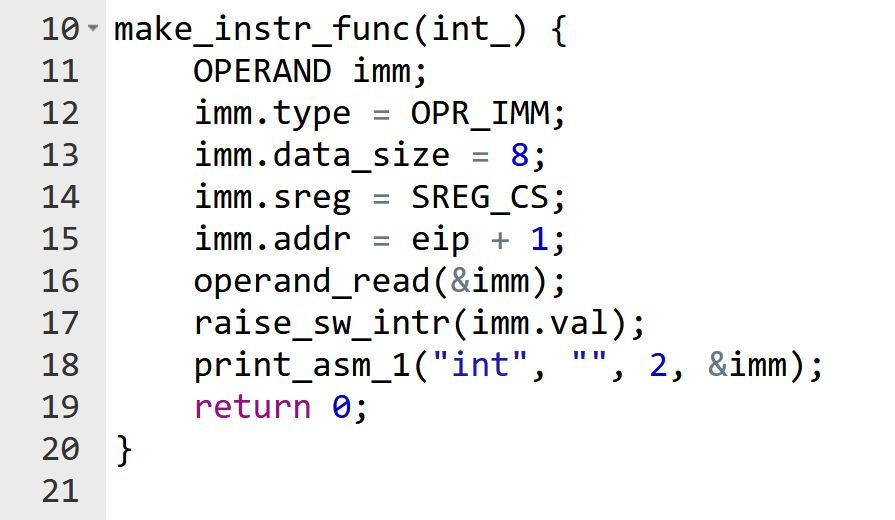 10 make_instr_func(int_) {
11     OPERAND imm;
12     imm.type = OPR_IMM;
13     imm.data_size = 8;
14     imm.sreg = SREG_CS;
15     imm.addr = eip + 1;
16     operand_read(&imm);
17     raise_sw_intr(imm.val);
18     print_asm_1("int", "", 2, &imm);
19     return 0;
20 }
21